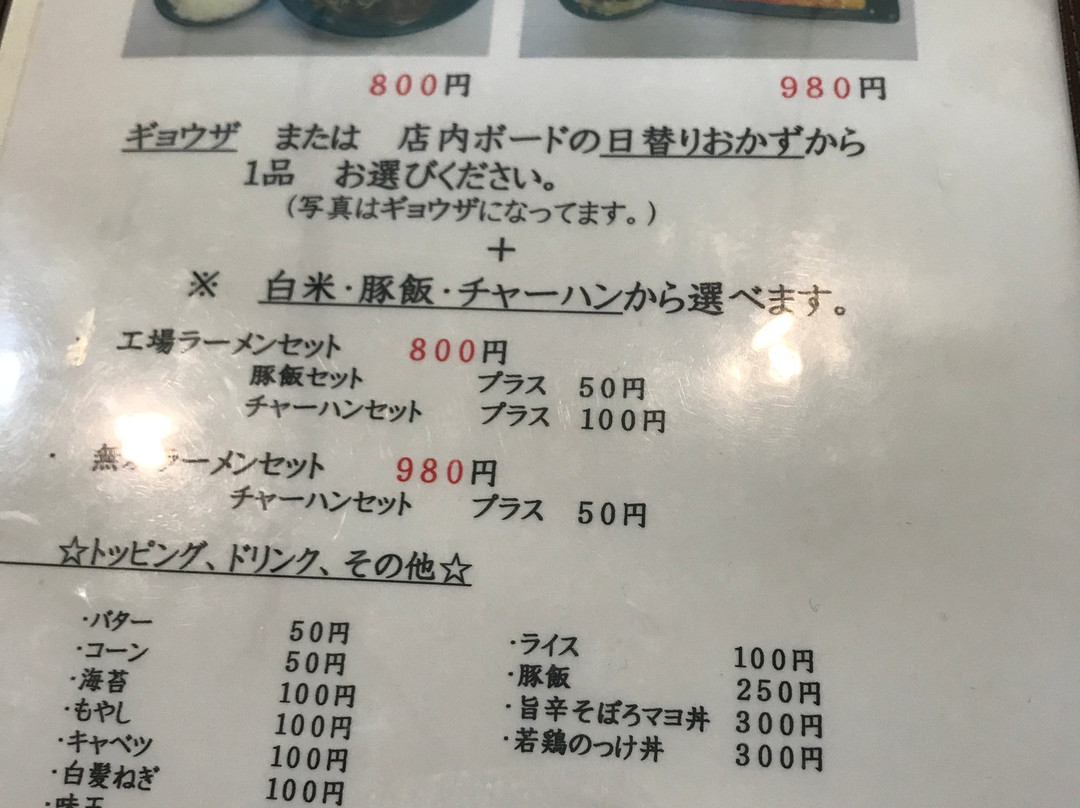 800円
980円
ギョウザ または 店内ボードの日替りおかずから
1品 お選びください。
(写真はギョウザになってます。)
+
※ 白米・豚飯・チャーハンから選べます。
・ 工場ラーメンセット 800円
豚飯セット プラス 50円
チャーハンセット プラス 100円
・ 無 ラーメンセット 980円
チャーハンセット プラス 50円
☆トッピング、ドリンク、その他☆
・バター 50円
・コーン 50円
・海苔 100円
・もやし 100円
・キャベツ 100円
・白髪ねぎ 100円
・味玉
・ライス 100円
・豚飯 250円
・旨辛そぼろマヨ丼 300円
・若鶏のっけ丼 300円